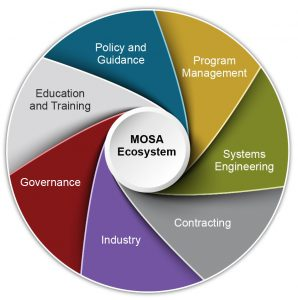 Policy and
Guidance
Program
Management
Systems
Engineering
Contracting
Industry
Governance
Education
and Training
MOSA
Ecosystem